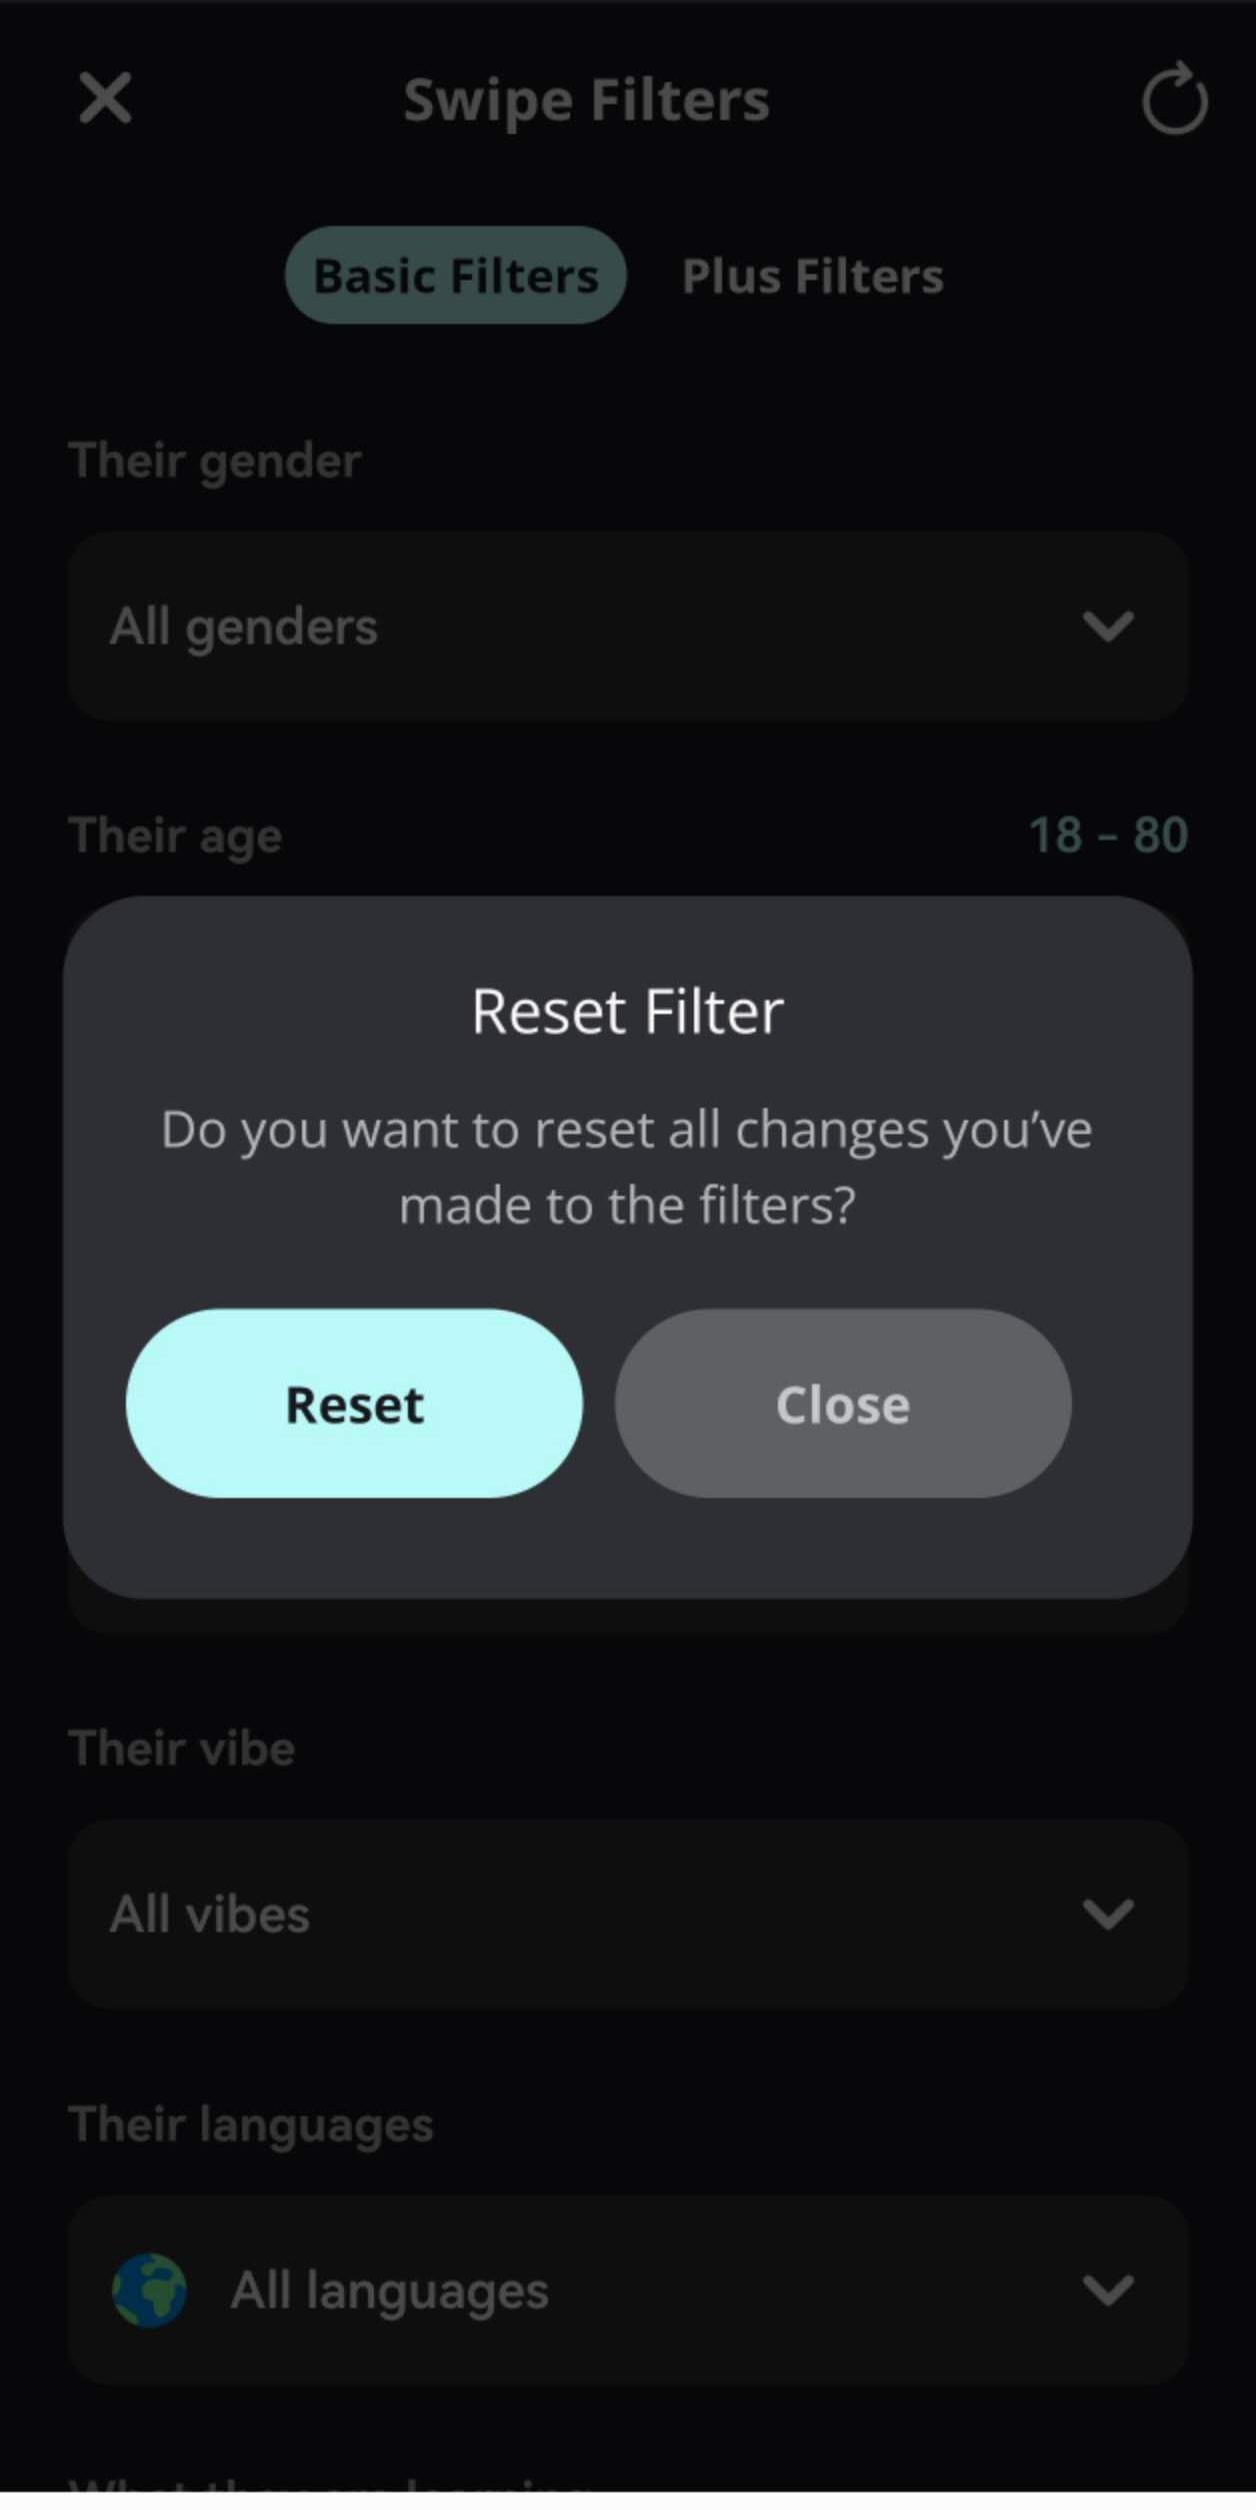 Swipe Filters
Basic Filters
Plus Filters
Their gender
All genders
Their age
18 – 80
Reset Filter
Do you want to reset all changes you’ve
made to the filters?
Reset
Close
Their vibe
All vibes
Their languages
All languages